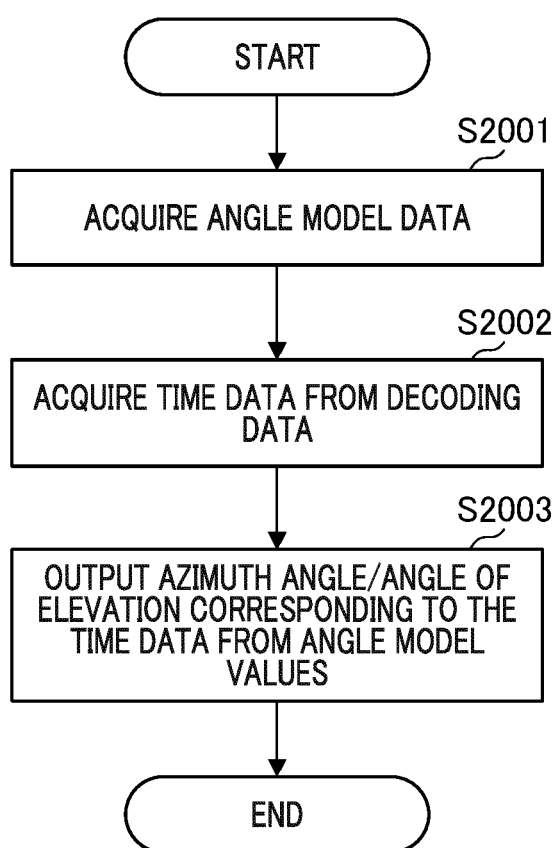 START
S2001
ACQUIRE ANGLE MODEL DATA
S2002
ACQUIRE TIME DATA FROM DECODING
DATA
S2003
OUTPUT AZIMUTH ANGLE/ANGLE OF
ELEVATION CORRESPONDING TO THE
TIME DATA FROM ANGLE MODEL
VALUES
END